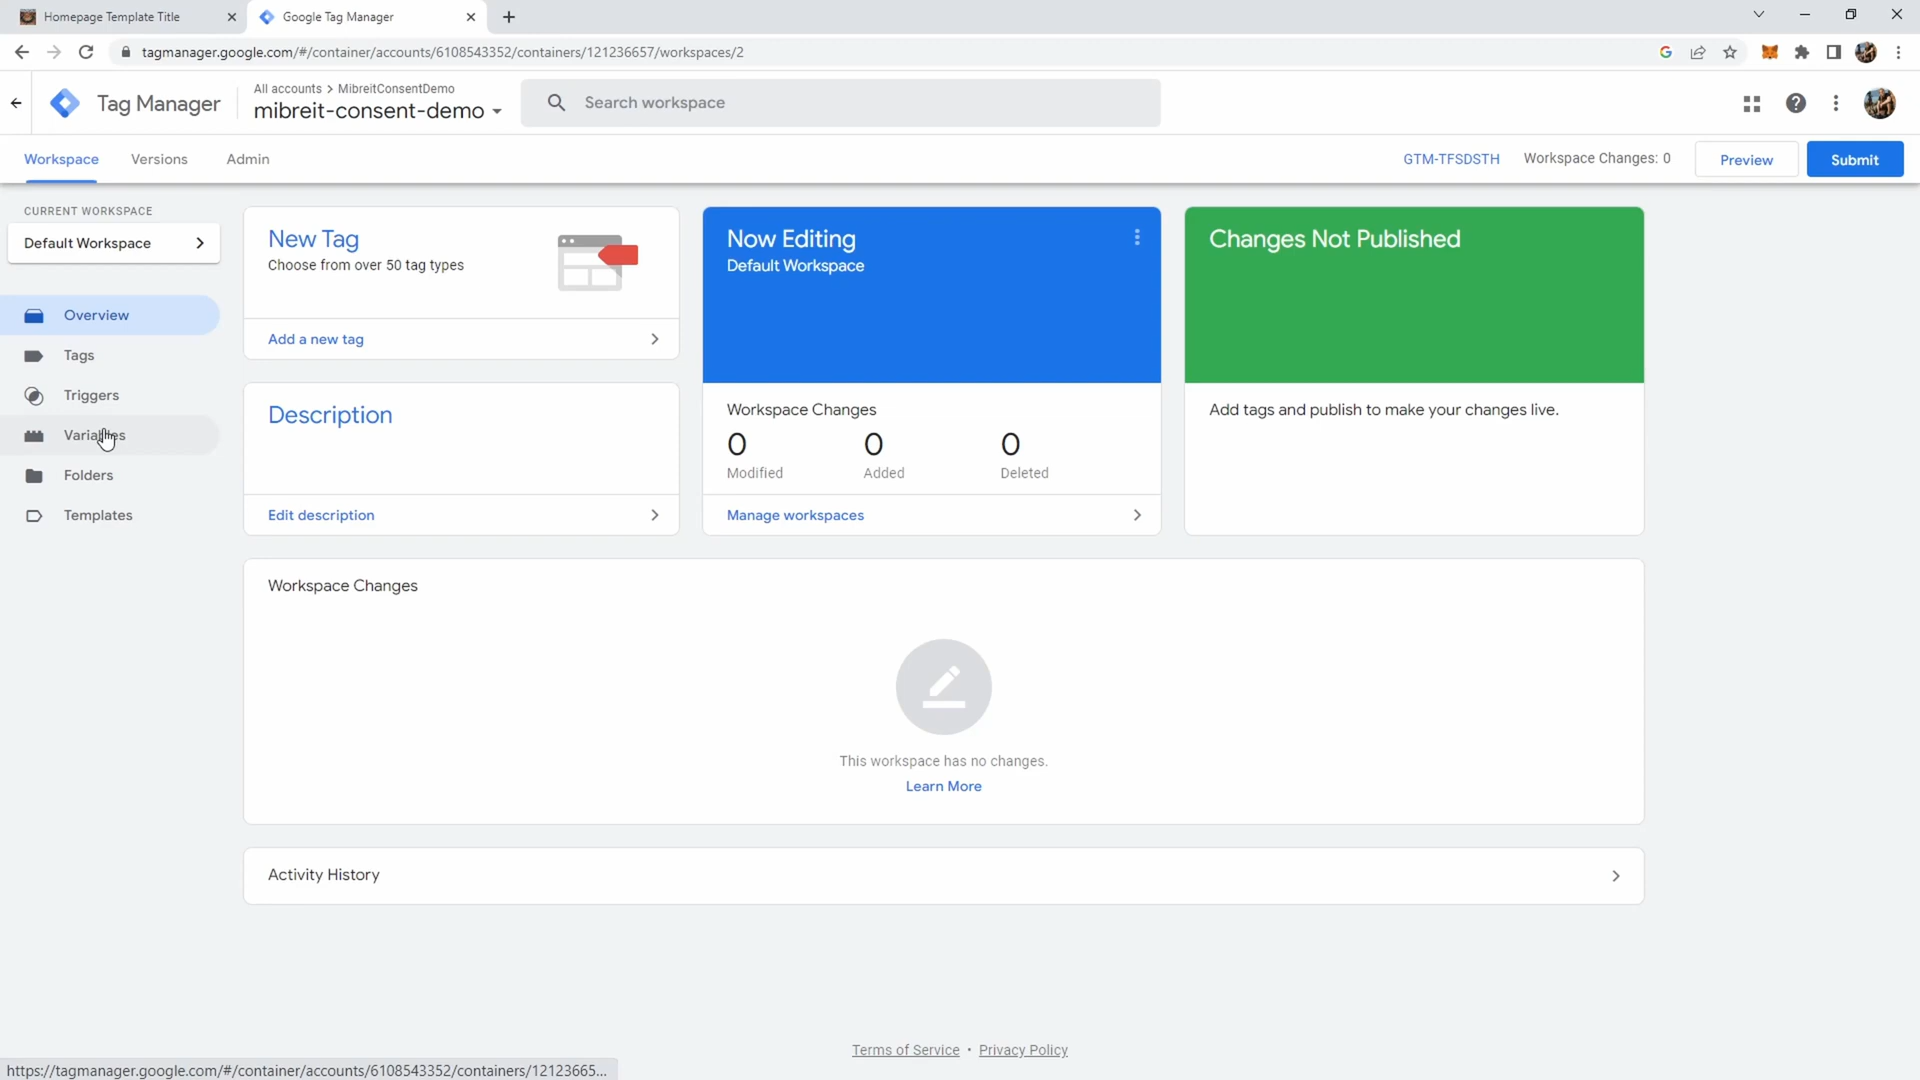 Homepage Template Title
Google Tag Manager
tagmanager.google.com/#/container/accounts/6108543352/containers/121236657/workspaces/2
Tag Manager
All accounts > MibreitConsentDemo
mibreit-consent-demo
Search workspace
Workspace
Versions
Admin
GTM-TFSDSTH
Workspace Changes: 0
Preview
Submit
CURRENT WORKSPACE
Default Workspace
Overview
Tags
Triggers
Variables
Folders
Templates
New Tag
Choose from over 50 tag types
Add a new tag
Description
Edit description
Now Editing
Default Workspace
Workspace Changes
0 0 0
Modified Added Deleted
Manage workspaces
Changes Not Published
Add tags and publish to make your changes live.
Workspace Changes
This workspace has no changes.
Learn More
Activity History
Terms of Service • Privacy Policy
https://tagmanager.google.com/#/container/accounts/6108543352/containers/12123665...